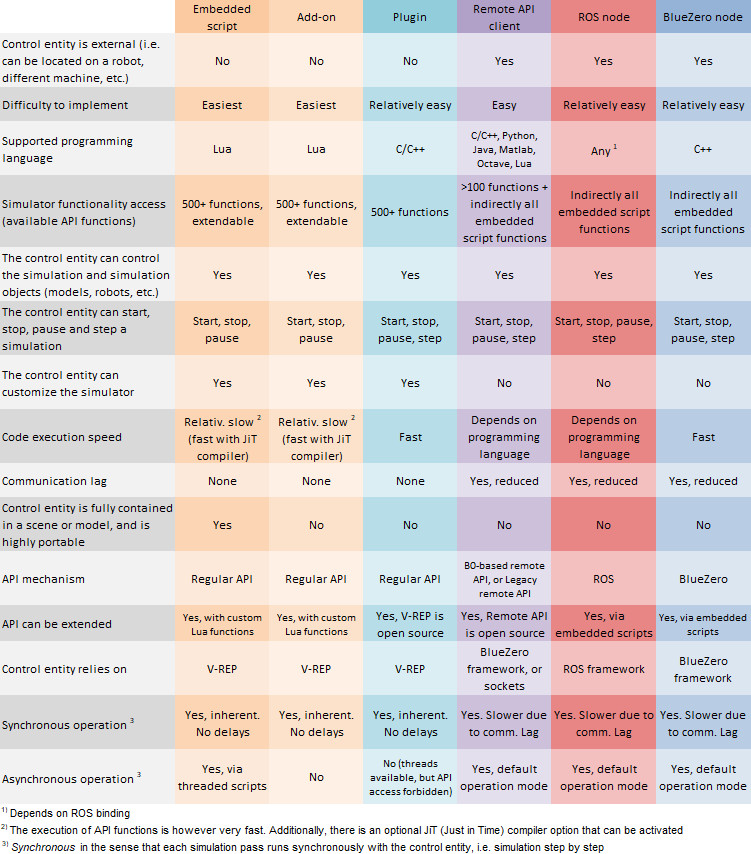 Embedded script | Add-on | Plugin | Remote API client | ROS node | BlueZero node
Control entity is external (i.e. can be located on a robot, different machine, etc.) | No | No | No | Yes | Yes | Yes
Difficulty to implement | Easiest | Easiest | Relatively easy | Easy | Relatively easy | Relatively easy
Supported programming language | Lua | Lua | C/C++ | C/C++, Python, Java, Matlab, Octave, Lua | Any 1 | C++
Simulator functionality access (available API functions) | 500+ functions, extendable | 500+ functions, extendable | 500+ functions | >100 functions + indirectly all embedded script functions | Indirectly all embedded script functions | Indirectly all embedded script functions
The control entity can control the simulation and simulation objects (models, robots, etc.) | Yes | Yes | Yes | Yes | Yes | Yes
The control entity can start, stop, pause and step a simulation | Start, stop, pause | Start, stop, pause | Start, stop, pause, step | Start, stop, pause, step | Start, stop, pause, step | Start, stop, pause, step
The control entity can customize the simulator | Yes | Yes | Yes | No | No | No
Code execution speed | Relativ. slow 2 (fast with JiT compiler) | Relativ. slow 2 (fast with JiT compiler) | Fast | Depends on programming language | Depends on programming language | Fast
Communication lag | None | None | None | Yes, reduced | Yes, reduced | Yes, reduced
Control entity is fully contained in a scene or model, and is highly portable | Yes | No | No | No | No | No
API mechanism | Regular API | Regular API | Regular API | B0-based remote API, or Legacy remote API | ROS | BlueZero
API can be extended | Yes, with custom Lua functions | Yes, with custom Lua functions | Yes, V-REP is open source | Yes, Remote API is open source | Yes, via embedded scripts | Yes, via embedded scripts
Control entity relies on | V-REP | V-REP | V-REP | BlueZero framework, or sockets | ROS framework | BlueZero framework
Synchronous operation 3 | Yes, inherent. No delays | Yes, inherent. No delays | Yes, inherent. No delays | Yes. Slower due to comm. Lag | Yes. Slower due to comm. Lag | Yes. Slower due to comm. Lag
Asynchronous operation 3 | Yes, via threaded scripts | No | No (threads available, but API access forbidden) | Yes, default operation mode | Yes, default operation mode | Yes, default operation mode
1) Depends on ROS binding
2) The execution of API functions is however very fast. Additionally, there is an optional JiT (Just in Time) compiler option that can be activated
3) Synchronous in the sense that each simulation pass runs synchronously with the control entity, i.e. simulation step by step